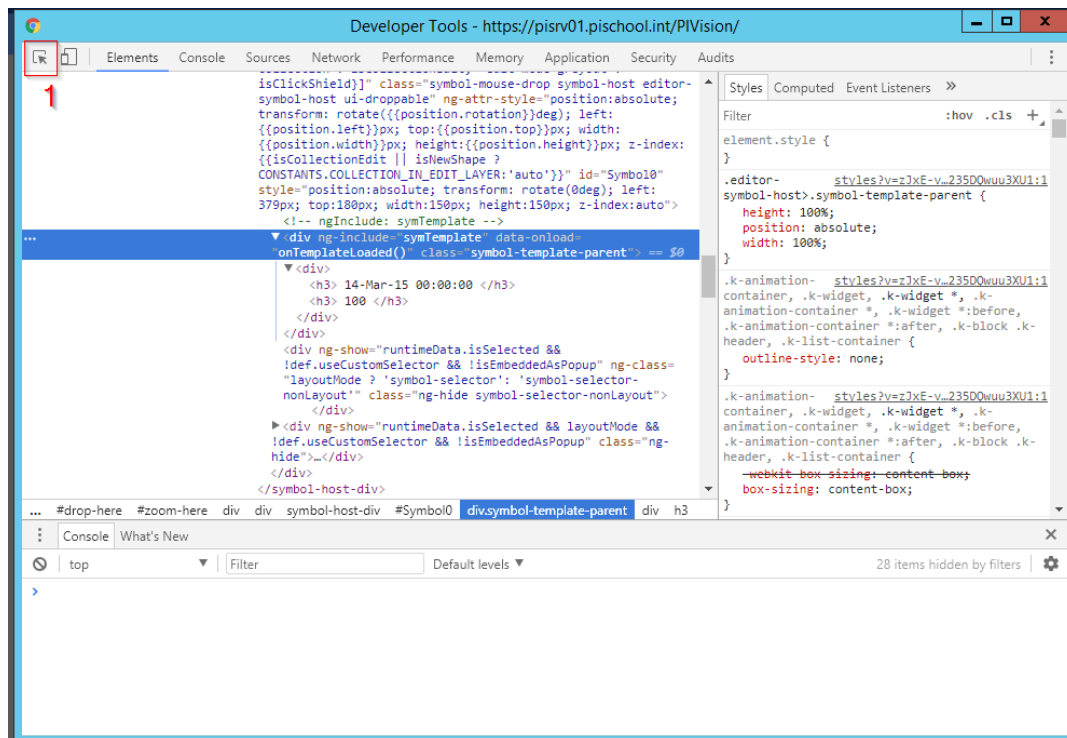 Developer Tools - https://pisrv01.pischool.int/PIVision/
Elements Console Sources Network Performance Memory Application Security Audits
1
isClickShield}]" class="symbol-mouse-drop symbol-host editor-
symbol-host ui-droppable" ng-attr-style="position:absolute;
transform: rotate({{position.rotation}}deg); left:
{{position.left}}px; top:{{position.top}}px; width:
{{position.width}}px; height:{{position.height}}px; z-index:
{{isCollectionEdit || isNewShape ?
CONSTANTS.COLLECTION_IN_EDIT_LAYER:'auto'}}" id="Symbol0"
style="position:absolute; transform: rotate(0deg); left:
379px; top:180px; width:150px; height:150px; z-index:auto">
<!-- ngInclude: symTemplate -->
... ▼<div ng-include="symTemplate" data-onload=
"onTemplateLoaded()" class="symbol-template-parent"> == $0
▼<div>
<h3> 14-Mar-15 00:00:00 </h3>
<h3> 100 </h3>
</div>
</div>
<div ng-show="runtimeData.isSelected &&
!def.useCustomSelector && !isEmbeddedAsPopup" ng-class=
"layoutMode ? 'symbol-selector': 'symbol-selector-
nonLayout'" class="ng-hide symbol-selector-nonLayout">
</div>
▶<div ng-show="runtimeData.isSelected && layoutMode &&
!def.useCustomSelector && !isEmbeddedAsPopup" class="ng-
hide">…</div>
</div>
</symbol-host-div>
... #drop-here #zoom-here div div symbol-host-div #Symbol0 div.symbol-template-parent div h3
Styles Computed Event Listeners »
Filter :hov .cls +
element.style {
}
.editor- styles?v=zJxE-v…235DQwuu3XU1:1
symbol-host>.symbol-template-parent {
height: 100%;
position: absolute;
width: 100%;
}
.k-animation- styles?v=zJxE-v…235DQwuu3XU1:1
container, .k-widget, .k-widget *, .k-
animation-container *, .k-widget *:before,
.k-animation-container *:after, .k-block .k-
header, .k-list-container {
outline-style: none;
}
.k-animation- styles?v=zJxE-v…235DQwuu3XU1:1
container, .k-widget, .k-widget *, .k-
animation-container *, .k-widget *:before,
.k-animation-container *:after, .k-block .k-
header, .k-list-container {
-webkit-box-sizing: content-box;
box-sizing: content-box;
}
Console What's New
top ▼ Filter Default levels ▼ 28 items hidden by filters
>